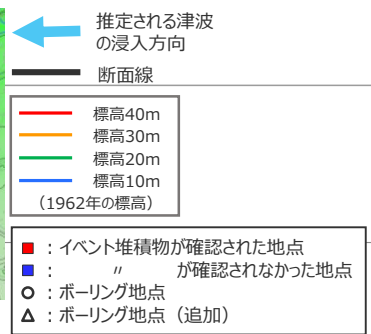 推定される津波
の浸入方向
断面線
標高40m
標高30m
標高20m
標高10m
（1962年の標高）
：イベント堆積物が確認された地点
： 〃 が確認されなかった地点
：ボーリング地点
：ボーリング地点（追加）